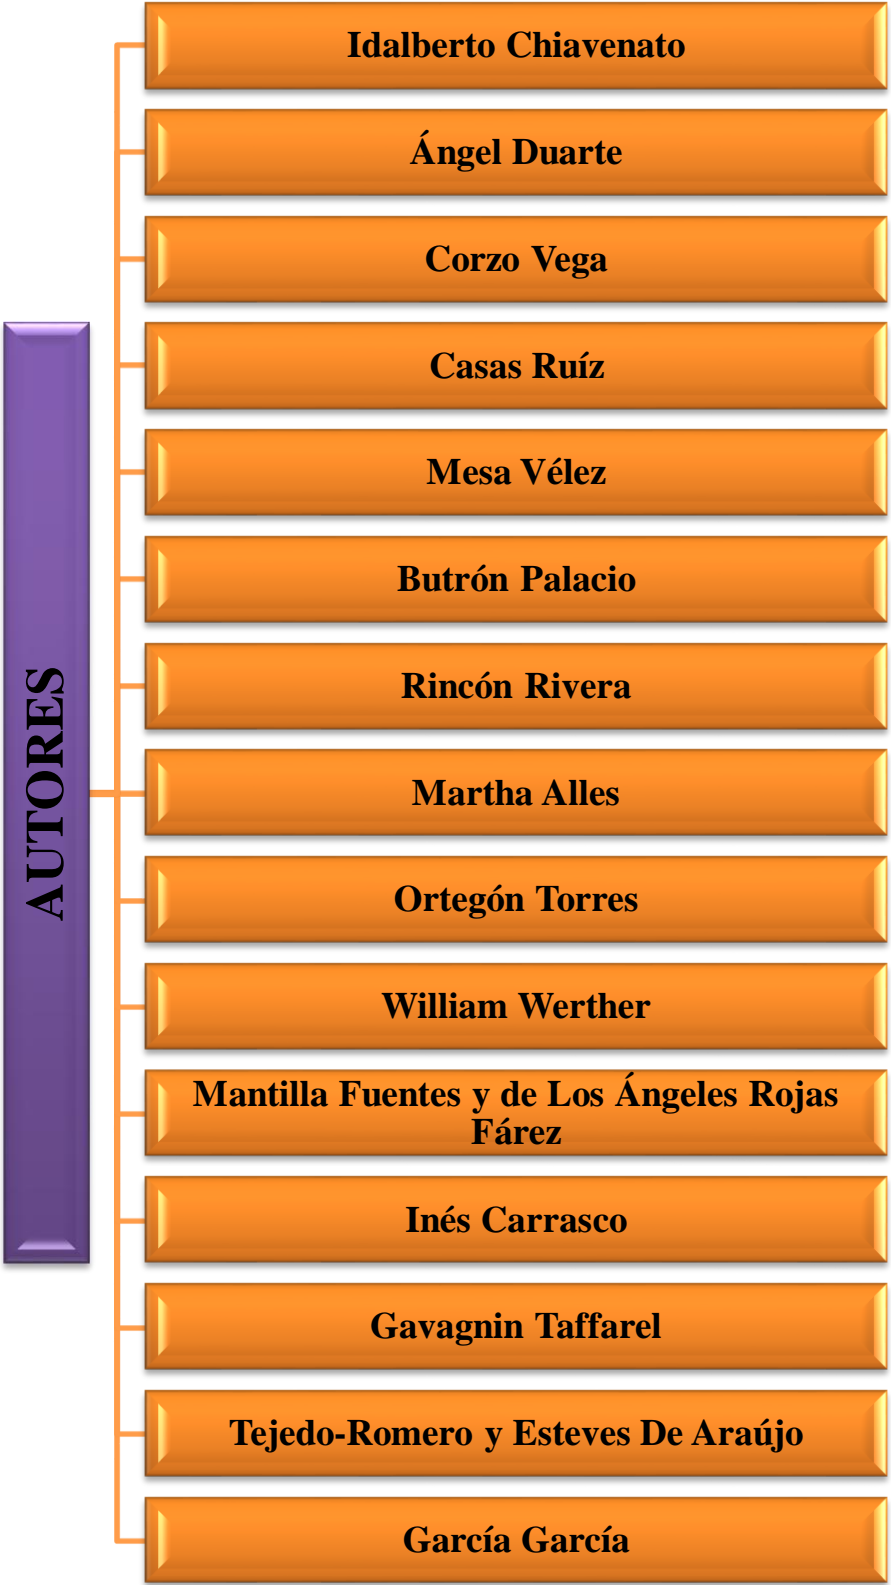 AUTORES
Idalberto Chiavenato
Ángel Duarte
Corzo Vega
Casas Ruíz
Mesa Vélez
Butrón Palacio
Rincón Rivera
Martha Alles
Ortegón Torres
William Werther
Mantilla Fuentes y de Los Ángeles Rojas
Fárez
Inés Carrasco
Gavagnin Taffarel
Tejedo-Romero y Esteves De Araújo
García García